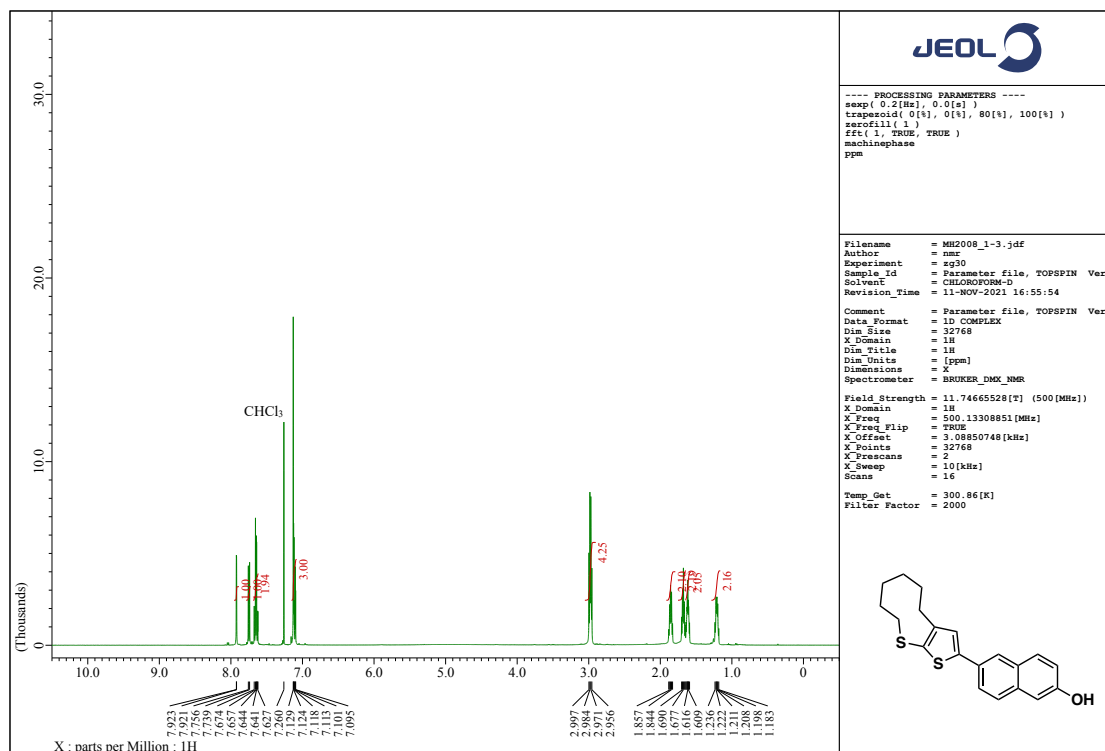 JEOL
---- PROCESSING PARAMETERS ----
sexp( 0.2[Hz], 0.0[s] )
trapezoid( 0[%], 0[%], 80[%], 100[%] )
zerofill( 1 )
fft( 1, TRUE, TRUE )
machinephase
ppm
Filename = MH2008_1-3.jdf
Author = nmr
Experiment = zg30
Sample_Id = Parameter file, TOPSPIN Ver
Solvent = CHLOROFORM-D
Revision_Time = 11-NOV-2021 16:55:54
Comment = Parameter file, TOPSPIN Ver
Data_Format = 1D COMPLEX
Dim_Size = 32768
X_Domain = 1H
Dim_Title = 1H
Dim_Units = [ppm]
Dimensions = X
Spectrometer = BRUKER_DMX_NMR
Field_Strength = 11.74665528[T] (500[MHz])
X_Domain = 1H
X_Freq = 500.13308851[MHz]
X_Freq_Flip = TRUE
X_Offset = 3.08850748[kHz]
X_Points = 32768
X_Prescans = 2
X_Sweep = 10[kHz]
Scans = 16
Temp_Get = 300.86[K]
Filter_Factor = 2000
S
S
OH
(Thousands)
30.0
20.0
10.0
0
CHCl3
1.00
1.00
1.94
3.00
4.25
2.10
2.05
2.16
10.0 9.0 8.0 7.0 6.0 5.0 4.0 3.0 2.0 1.0 0
7.923
7.921
7.756
7.739
7.674
7.657
7.644
7.641
7.627
7.260
7.129
7.124
7.118
7.113
7.101
7.095
2.997
2.984
2.971
2.956
1.857
1.844
1.690
1.677
1.616
1.609
1.236
1.222
1.211
1.208
1.198
1.183
X : parts per Million : 1H